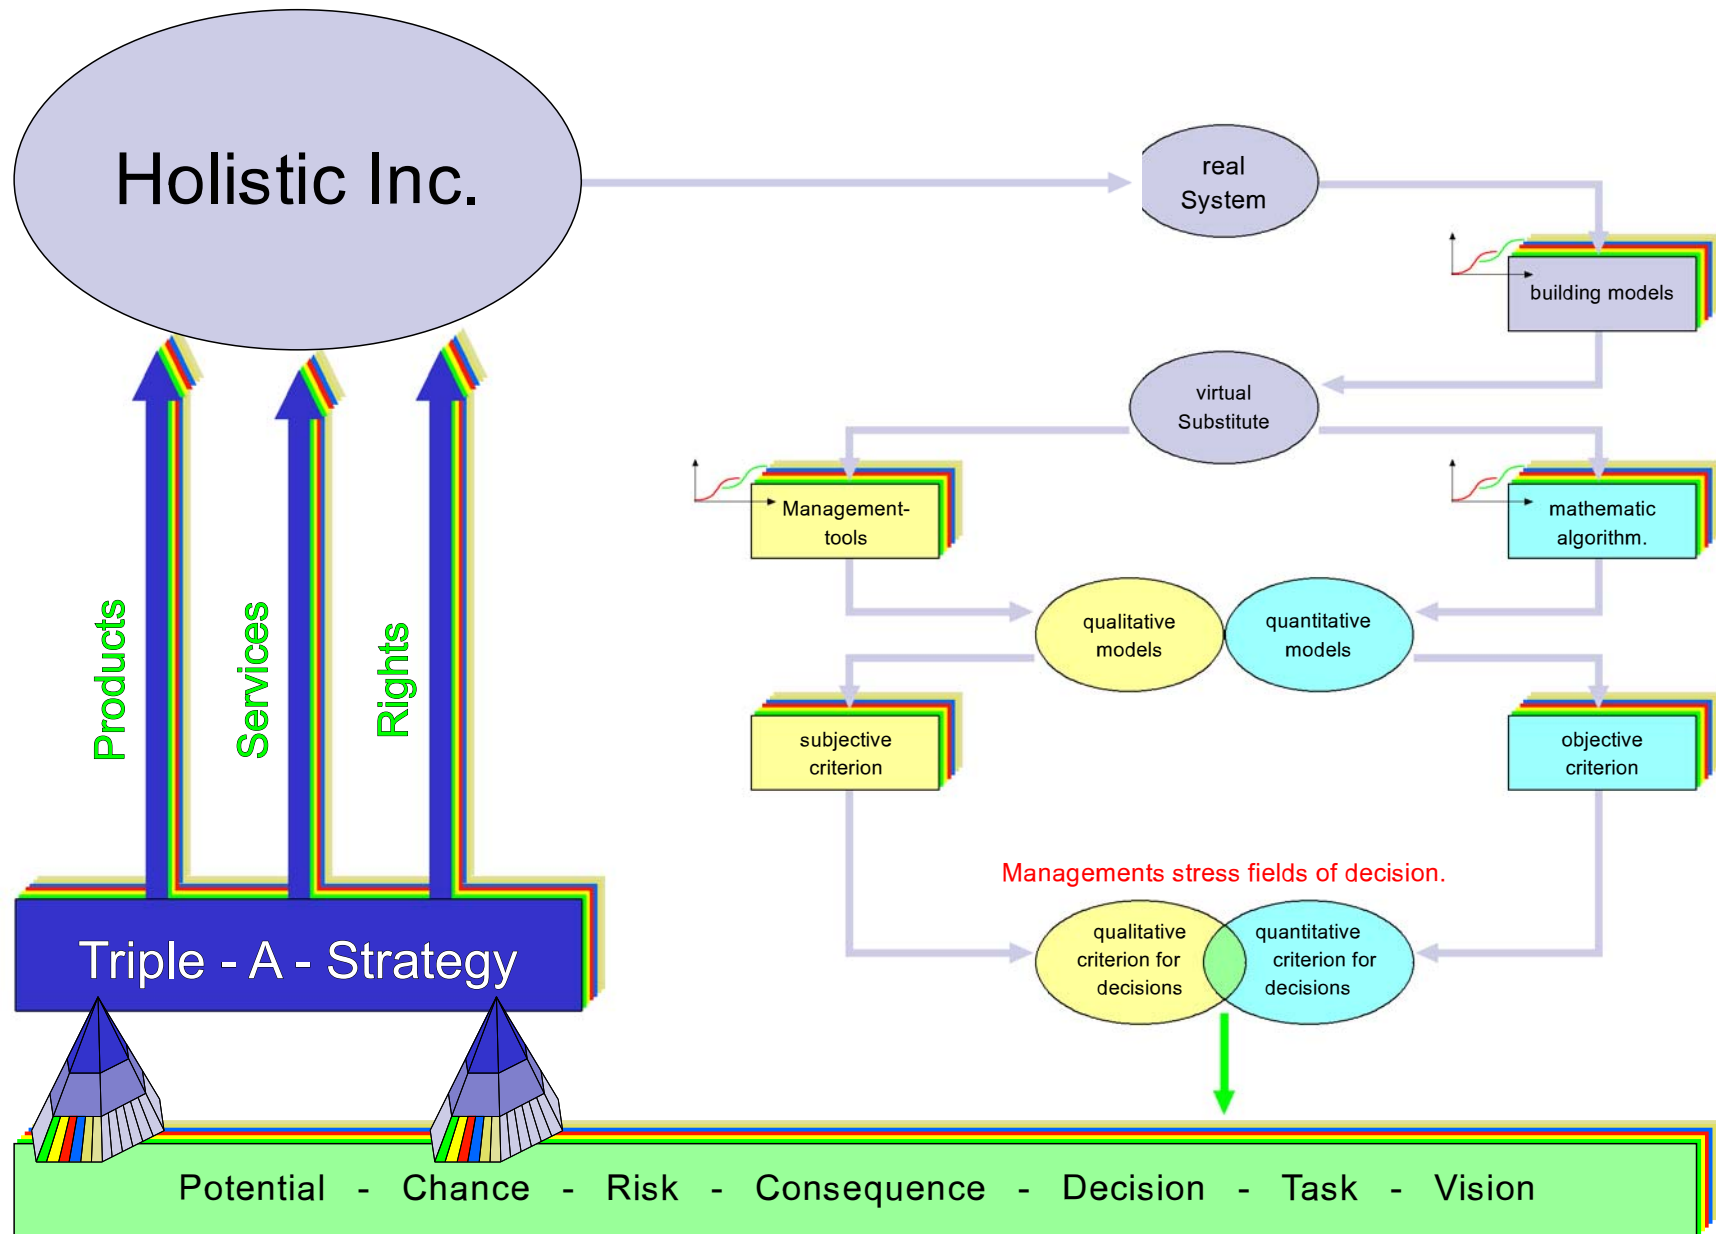 Holistic Inc.
real
System
building models
virtual
Substitute
Management-
tools
mathematic
algorithm.
qualitative
models
quantitative
models
Products
Services
Rights
subjective
criterion
objective
criterion
Managements stress fields of decision.
Triple - A - Strategy
qualitative
criterion for
decisions
quantitative
criterion for
decisions
Potential - Chance - Risk - Consequence - Decision - Task - Vision